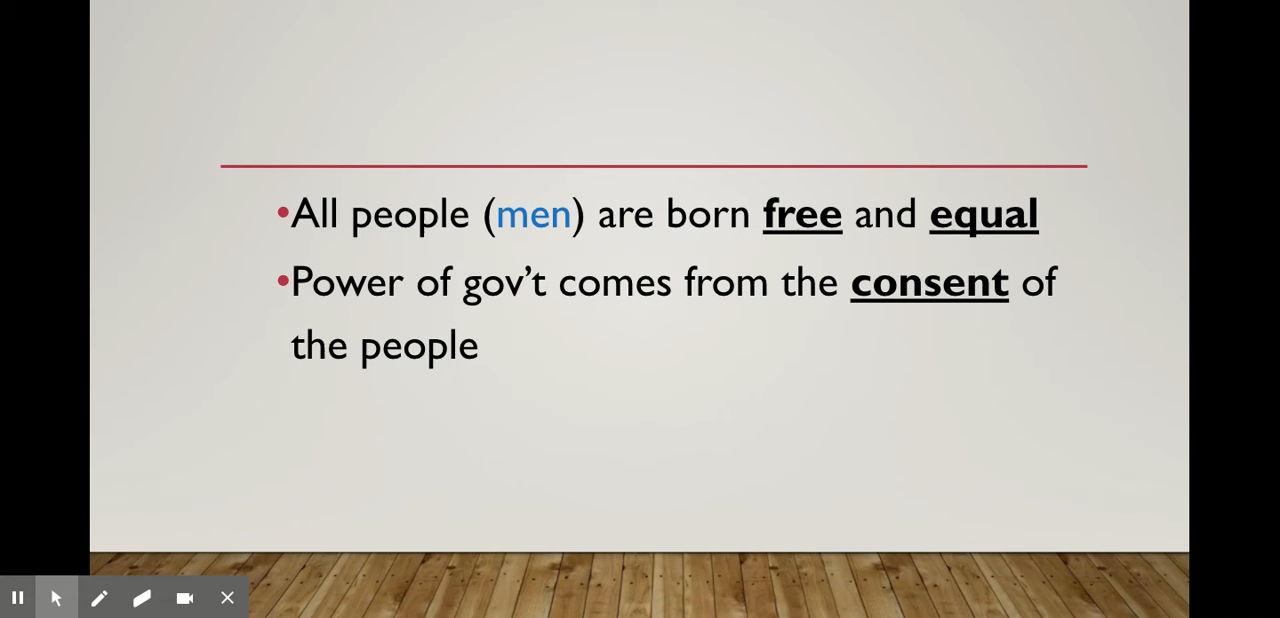 •All people (men) are born free and equal
•Power of gov’t comes from the consent of
the people